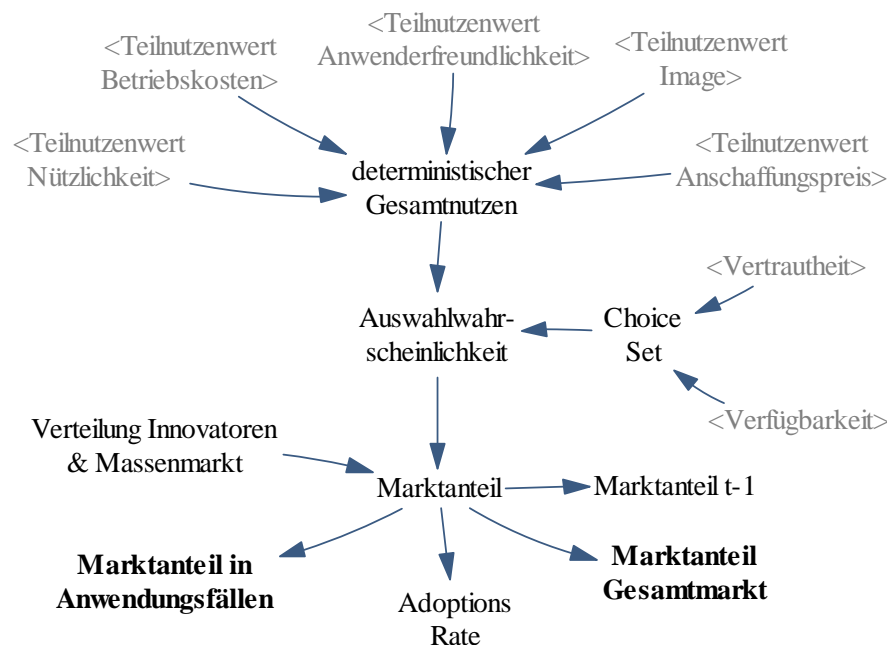 <Teilnutzenwert
Betriebskosten>
<Teilnutzenwert
Anwenderfreundlichkeit>
<Teilnutzenwert
Image>
<Teilnutzenwert
Nützlichkeit>
deterministischer
Gesamtnutzen
<Teilnutzenwert
Anschaffungspreis>
<Vertrautheit>
Auswahlwahr-
scheinlichkeit
Choice
Set
<Verfügbarkeit>
Verteilung Innovatoren
& Massenmarkt
Marktanteil
Marktanteil t-1
Marktanteil in
Anwendungsfällen
Adoptions
Rate
Marktanteil
Gesamtmarkt